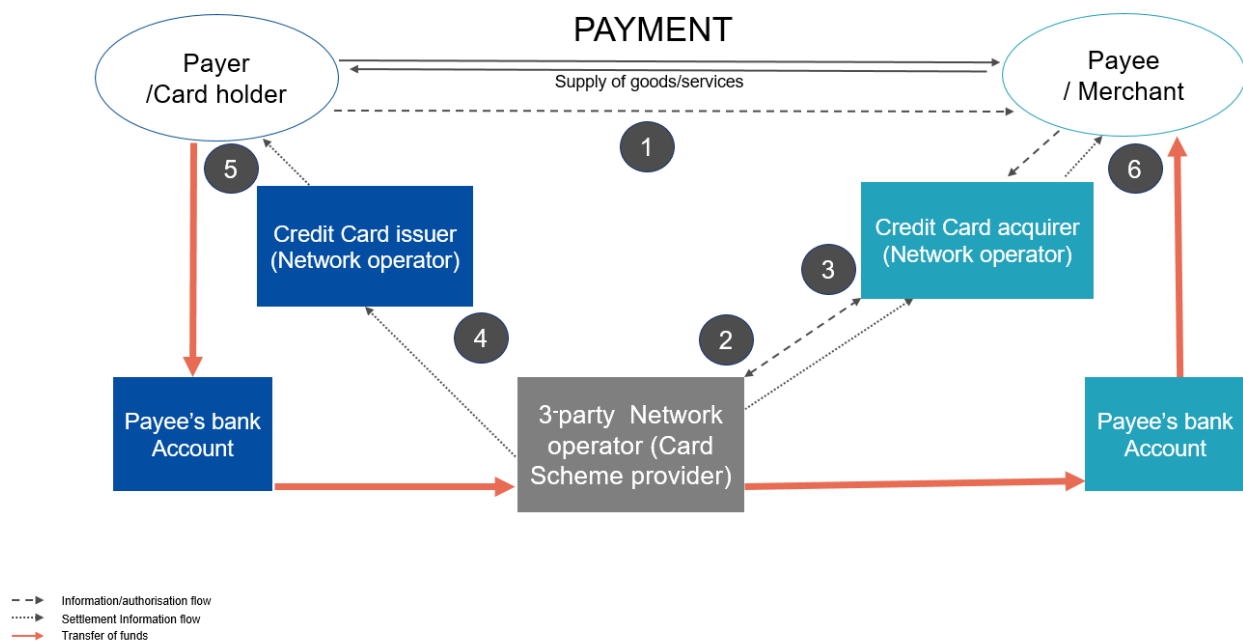 PAYMENT
Payer
/Card holder
Supply of goods/services
Payee
/ Merchant
1
5
6
Credit Card issuer
(Network operator)
Credit Card acquirer
(Network operator)
3
4
2
Payee's bank
Account
3-party Network
operator (Card
Scheme provider)
Payee's bank
Account
Information/authorisation flow
Settlement Information flow
Transfer of funds